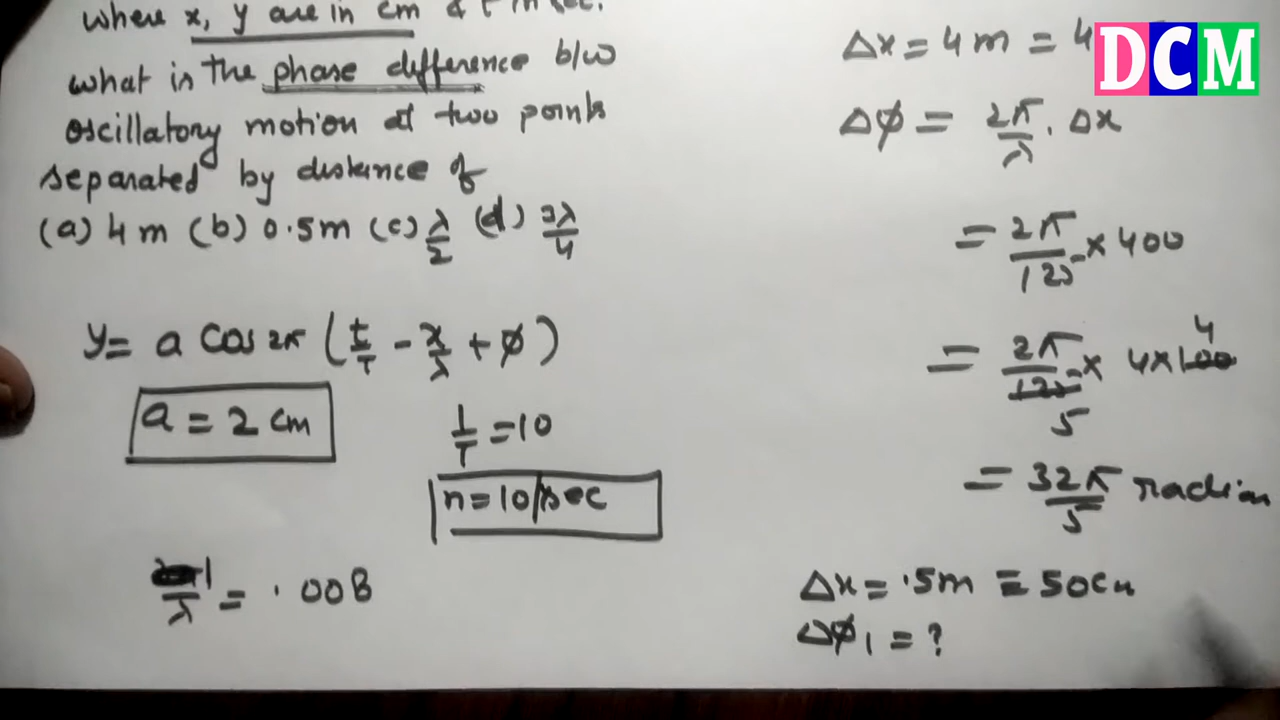 where x, y are in cm & t in sec.
what is the phase difference b/w
oscillatory motion at two points
separated by distance of
(a) 4 m (b) 0.5m (c) λ/2 (d) 3λ/4
y = a cos 2π (t/T - x/λ + φ)
a = 2 cm
1/T = 10
n = 10/sec
1/λ = .008
Δx = 4 m = 4
DCM
Δφ = 2π/λ . Δx
= 2π/125 × 400
= 2π/125 × 4×100 4
5
= 32π/5 radian
Δx = .5m = 50cm
Δφ1 = ?